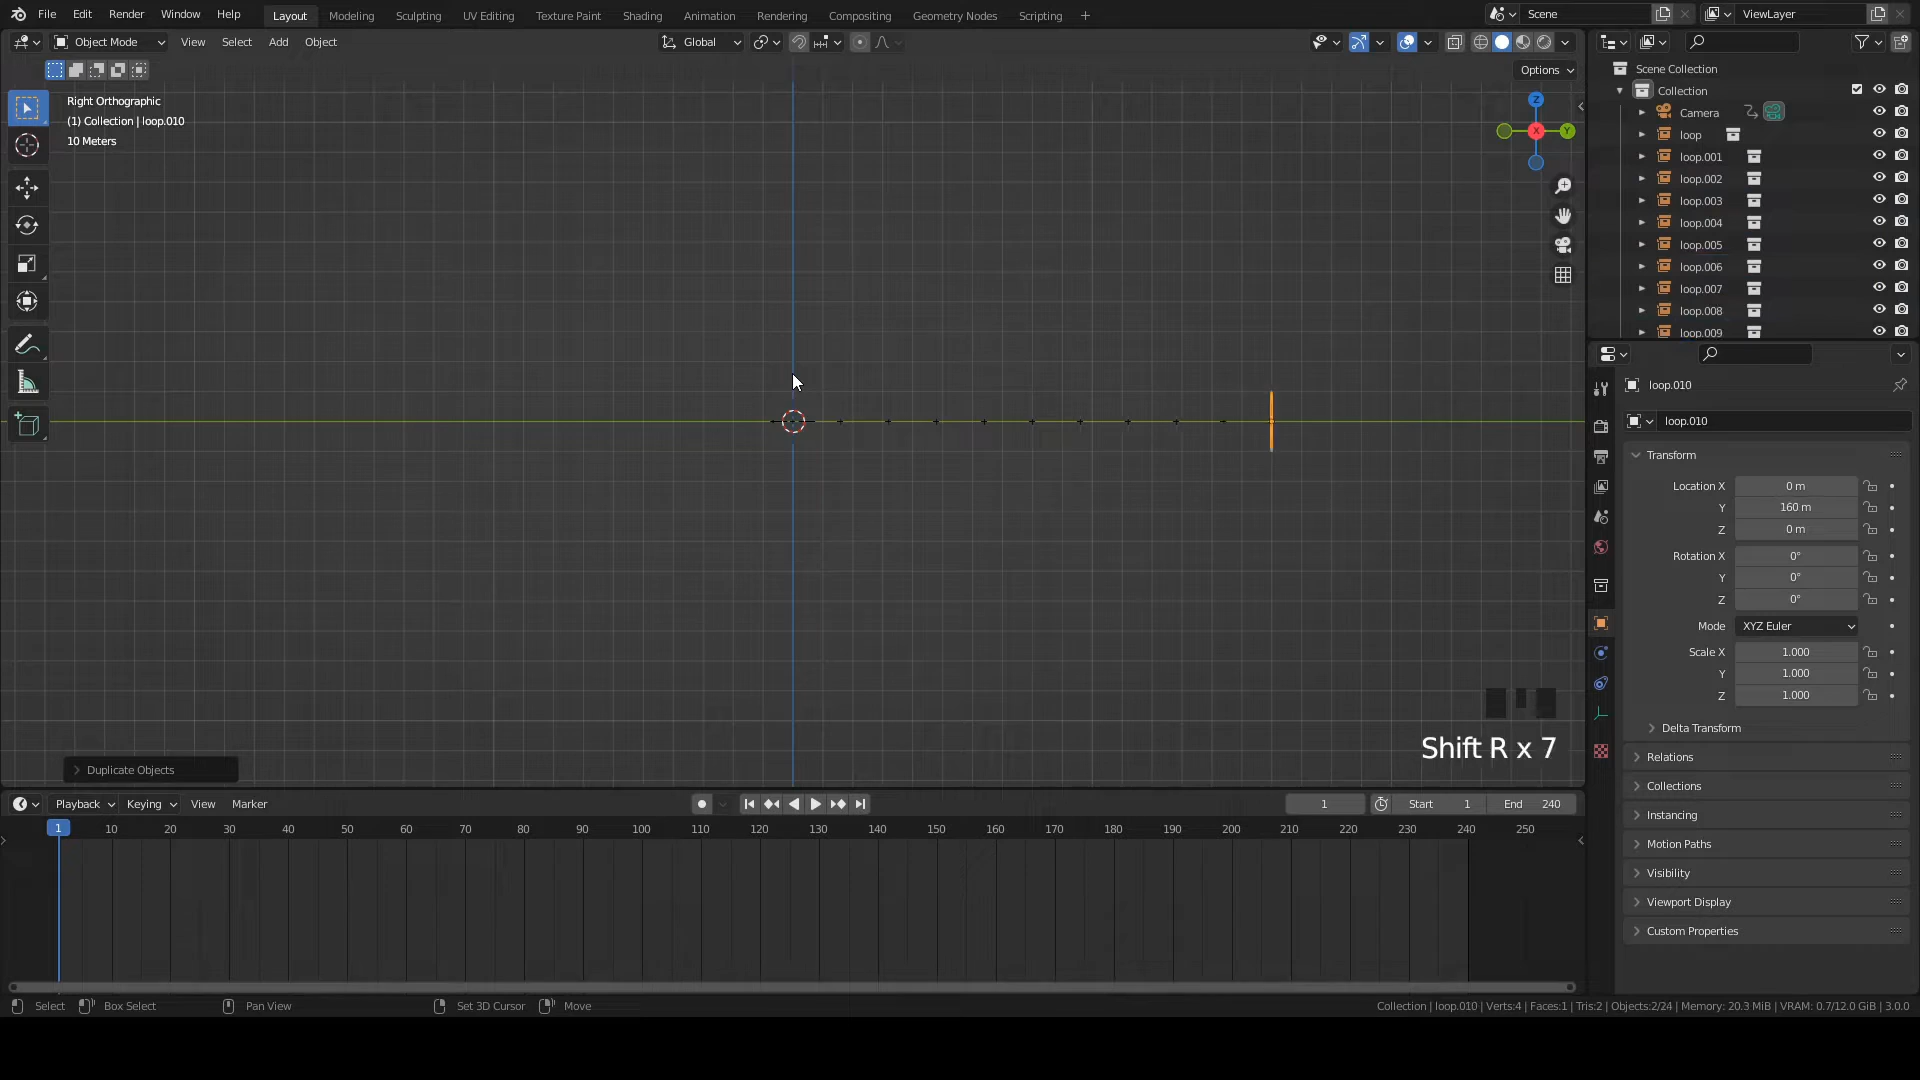 File Edit Render Window Help Layout Modeling Sculpting UV Editing Texture Paint Shading Animation Rendering Compositing Geometry Nodes Scripting + Scene ViewLayer
Object Mode View Select Add Object Global
Options
Right Orthographic
(1) Collection | loop.010
10 Meters
Z
X
Y
Shift R x 7
Duplicate Objects
Scene Collection
Collection
Camera
loop
loop.001
loop.002
loop.003
loop.004
loop.005
loop.006
loop.007
loop.008
loop.009
loop.010
loop.010
Transform
Location X 0 m
Y 160 m
Z 0 m
Rotation X 0°
Y 0°
Z 0°
Mode XYZ Euler
Scale X 1.000
Y 1.000
Z 1.000
Delta Transform
Relations
Collections
Instancing
Motion Paths
Visibility
Viewport Display
Custom Properties
Playback Keying View Marker 1 Start 1 End 240
1 10 20 30 40 50 60 70 80 90 100 110 120 130 140 150 160 170 180 190 200 210 220 230 240 250
Select Box Select Pan View Set 3D Cursor Move Collection | loop.010 | Verts:4 | Faces:1 | Tris:2 | Objects:2/24 | Memory: 20.3 MiB | VRAM: 0.7/12.0 GiB | 3.0.0